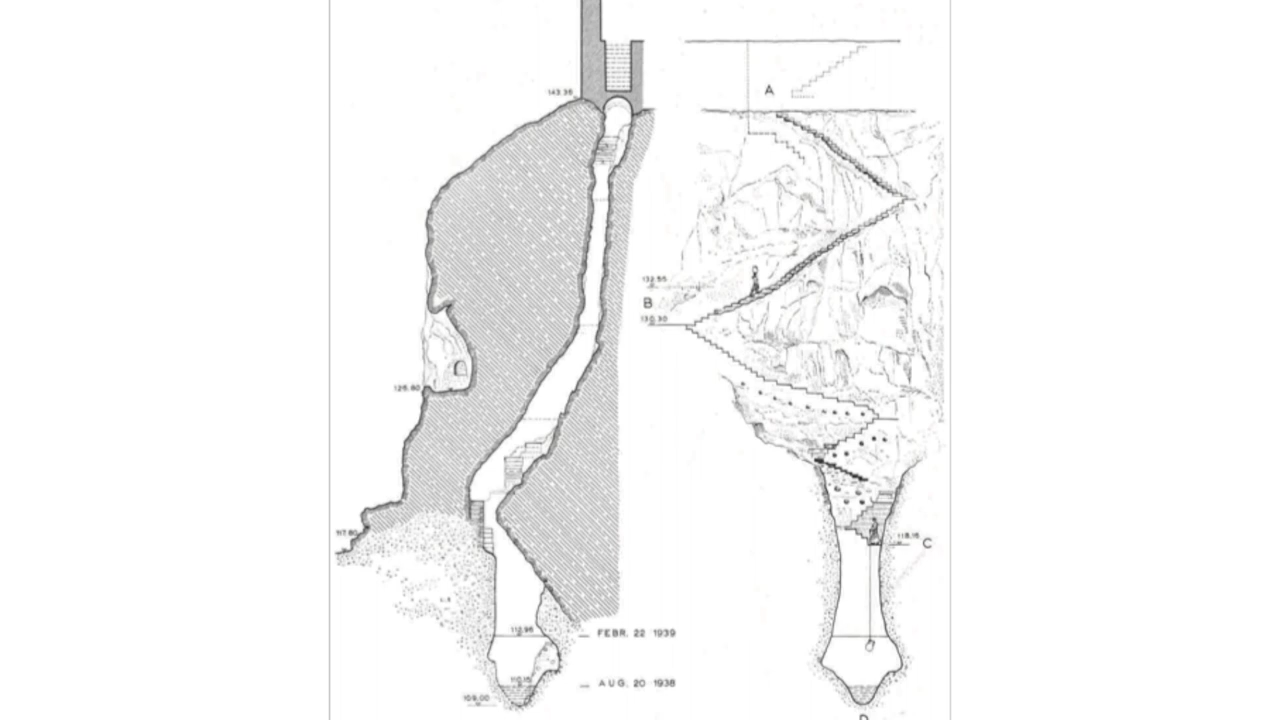 143.35
A
132.55
B
130.30
125.80
117.80
118.15
C
112.95
FEBR. 22 1939
110.15
AUG. 20 1938
109.00
D